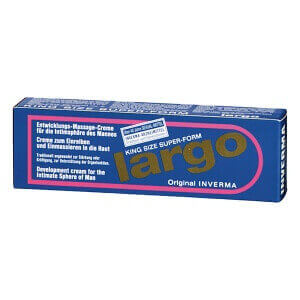 Entwicklungs-Massage-Creme
für die Intimsphäre des Mannes
Creme zum Einreiben
und Einmassieren in die Haut
Traditionell angewendet zur Stärkung oder
Kräftigung, zur Unterstützung der Organfunktion.
Development cream for the
Intimate Sphere of Man
KING SIZE SUPER-FORM
largo
Original INVERMA
INVERMA